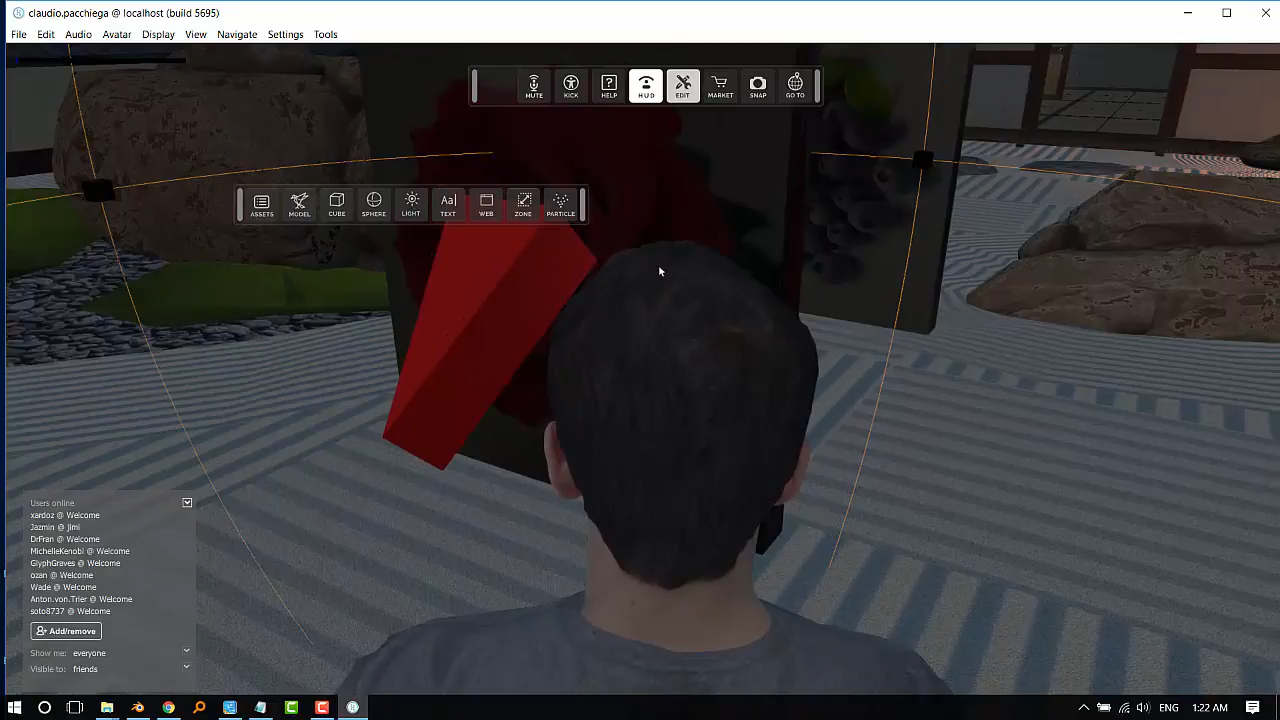 claudio.pacchiega @ localhost (build 5695)
File Edit Audio Avatar Display View Navigate Settings Tools
MUTE KICK HELP HUD EDIT MARKET SNAP GO TO
ASSETS MODEL CUBE SPHERE LIGHT Aa TEXT WEB ZONE PARTICLE
Users online
xardoz @ Welcome
Jazmin @ jimi
DrFran @ Welcome
MichelleKenobi @ Welcome
GlyphGraves @ Welcome
ozan @ Welcome
Wade @ Welcome
Anton.von.Trier @ Welcome
soto8737 @ Welcome
Add/remove
Show me: everyone
Visible to: friends
ENG 1:22 AM